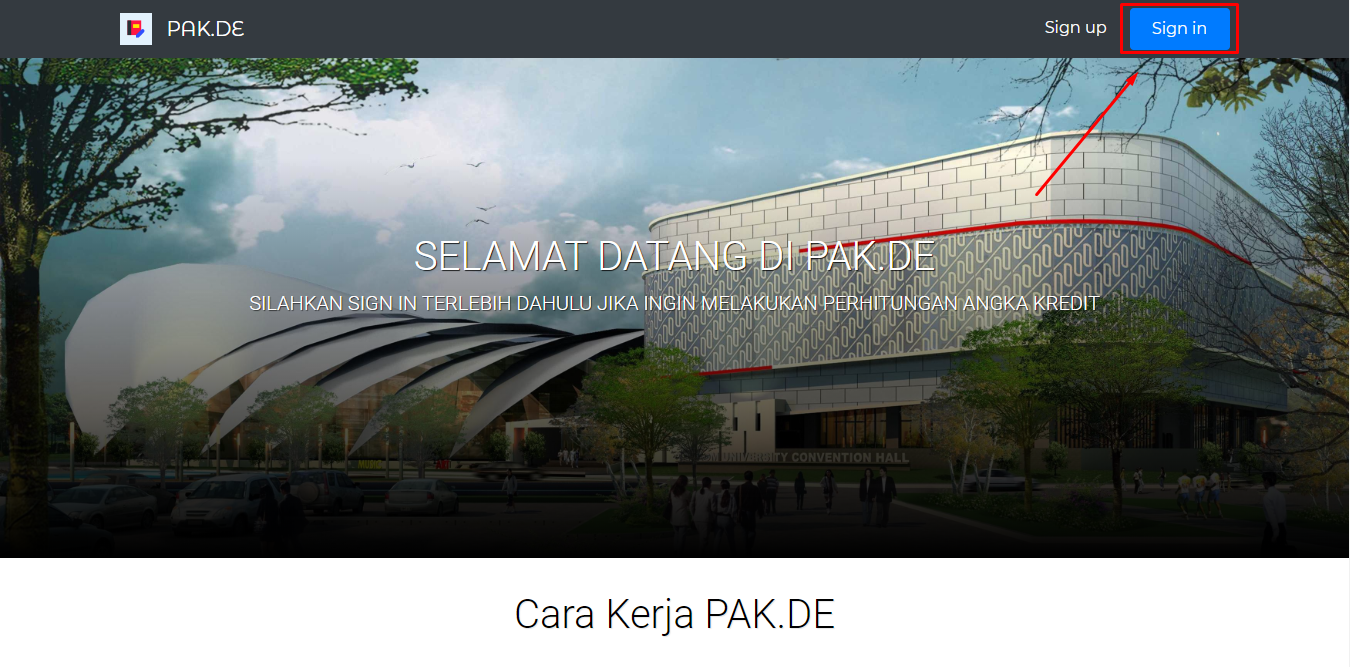 PAK.DE
Sign up
Sign in
SELAMAT DATANG DI PAK.DE
SILAHKAN SIGN IN TERLEBIH DAHULU JIKA INGIN MELAKUKAN PERHITUNGAN ANGKA KREDIT
UNIVERSITY CONVENTION HALL
Cara Kerja PAK.DE